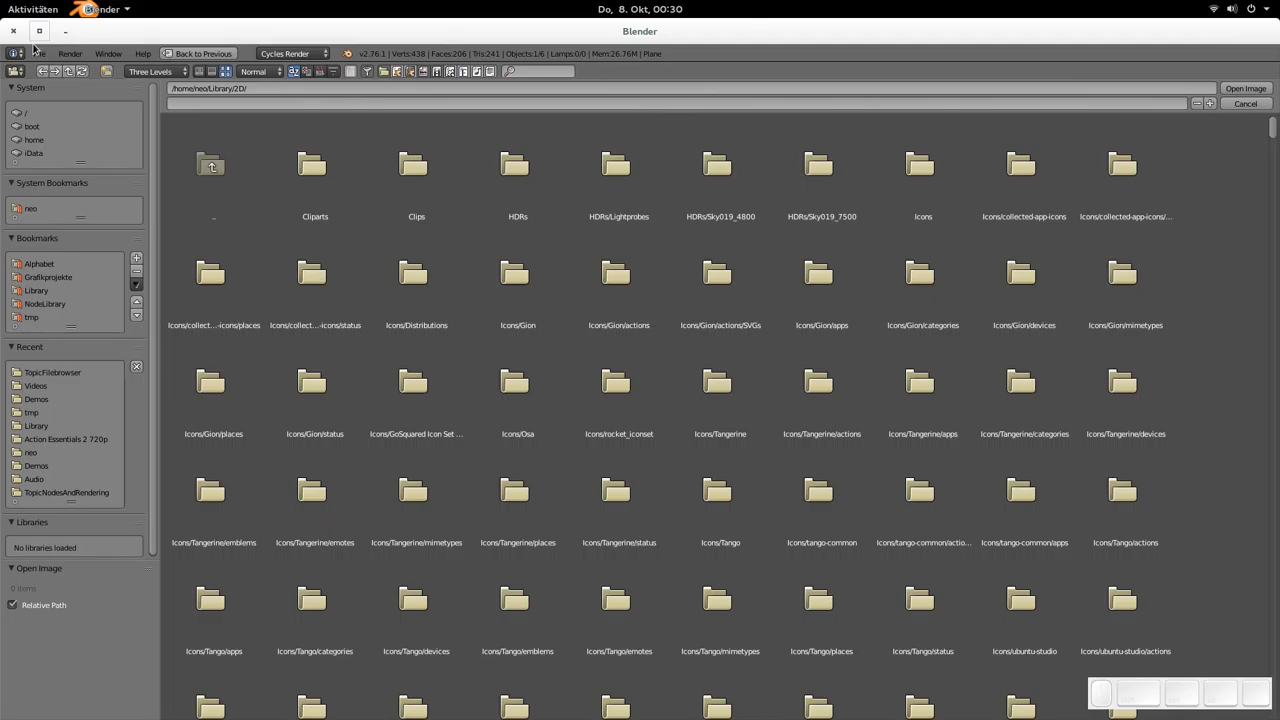 Aktivitäten Blender Do, 8. Okt, 00:30
Blender
Render Window Help Back to Previous Cycles Render v2.76.1 | Verts:438 | Faces:206 | Tris:241 | Objects:1/6 | Lamps:0/0 | Mem:26.76M | Plane
Three Levels Normal
System
/
boot
home
iData
System Bookmarks
neo
Bookmarks
Alphabet
Grafikprojekte
Library
NodeLibrary
tmp
Recent
TopicFilebrowser
Videos
Demos
tmp
Library
Action Essentials 2 720p
neo
Demos
Audio
TopicNodesAndRendering
Libraries
No libraries loaded
Open Image
0 items
Relative Path
/home/neo/Library/2D/ Open Image
Cancel
.. Cliparts Clips HDRs HDRs/Lightprobes HDRs/Sky019_4800 HDRs/Sky019_7500 Icons Icons/collected-app-icons Icons/collected-app-icons/...
Icons/collect...-icons/places Icons/collect...-icons/status Icons/Distributions Icons/Gion Icons/Gion/actions Icons/Gion/actions/SVGs Icons/Gion/apps Icons/Gion/categories Icons/Gion/devices Icons/Gion/mimetypes
Icons/Gion/places Icons/Gion/status Icons/GoSquared Icon Set ... Icons/Osa Icons/rocket_iconset Icons/Tangerine Icons/Tangerine/actions Icons/Tangerine/apps Icons/Tangerine/categories Icons/Tangerine/devices
Icons/Tangerine/emblems Icons/Tangerine/emotes Icons/Tangerine/mimetypes Icons/Tangerine/places Icons/Tangerine/status Icons/Tango Icons/tango-common Icons/tango-common/actio... Icons/tango-common/apps Icons/Tango/actions
Icons/Tango/apps Icons/Tango/categories Icons/Tango/devices Icons/Tango/emblems Icons/Tango/emotes Icons/Tango/mimetypes Icons/Tango/places Icons/Tango/status Icons/ubuntu-studio Icons/ubuntu-studio/actions